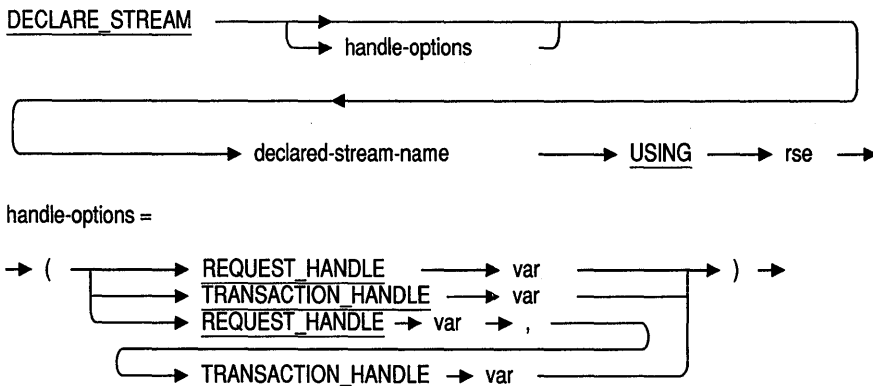 DECLARE_STREAM
handle-options
declared-stream-name USING rse
handle-options =
( REQUEST_HANDLE var )
TRANSACTION_HANDLE var
REQUEST_HANDLE var ,
TRANSACTION_HANDLE var